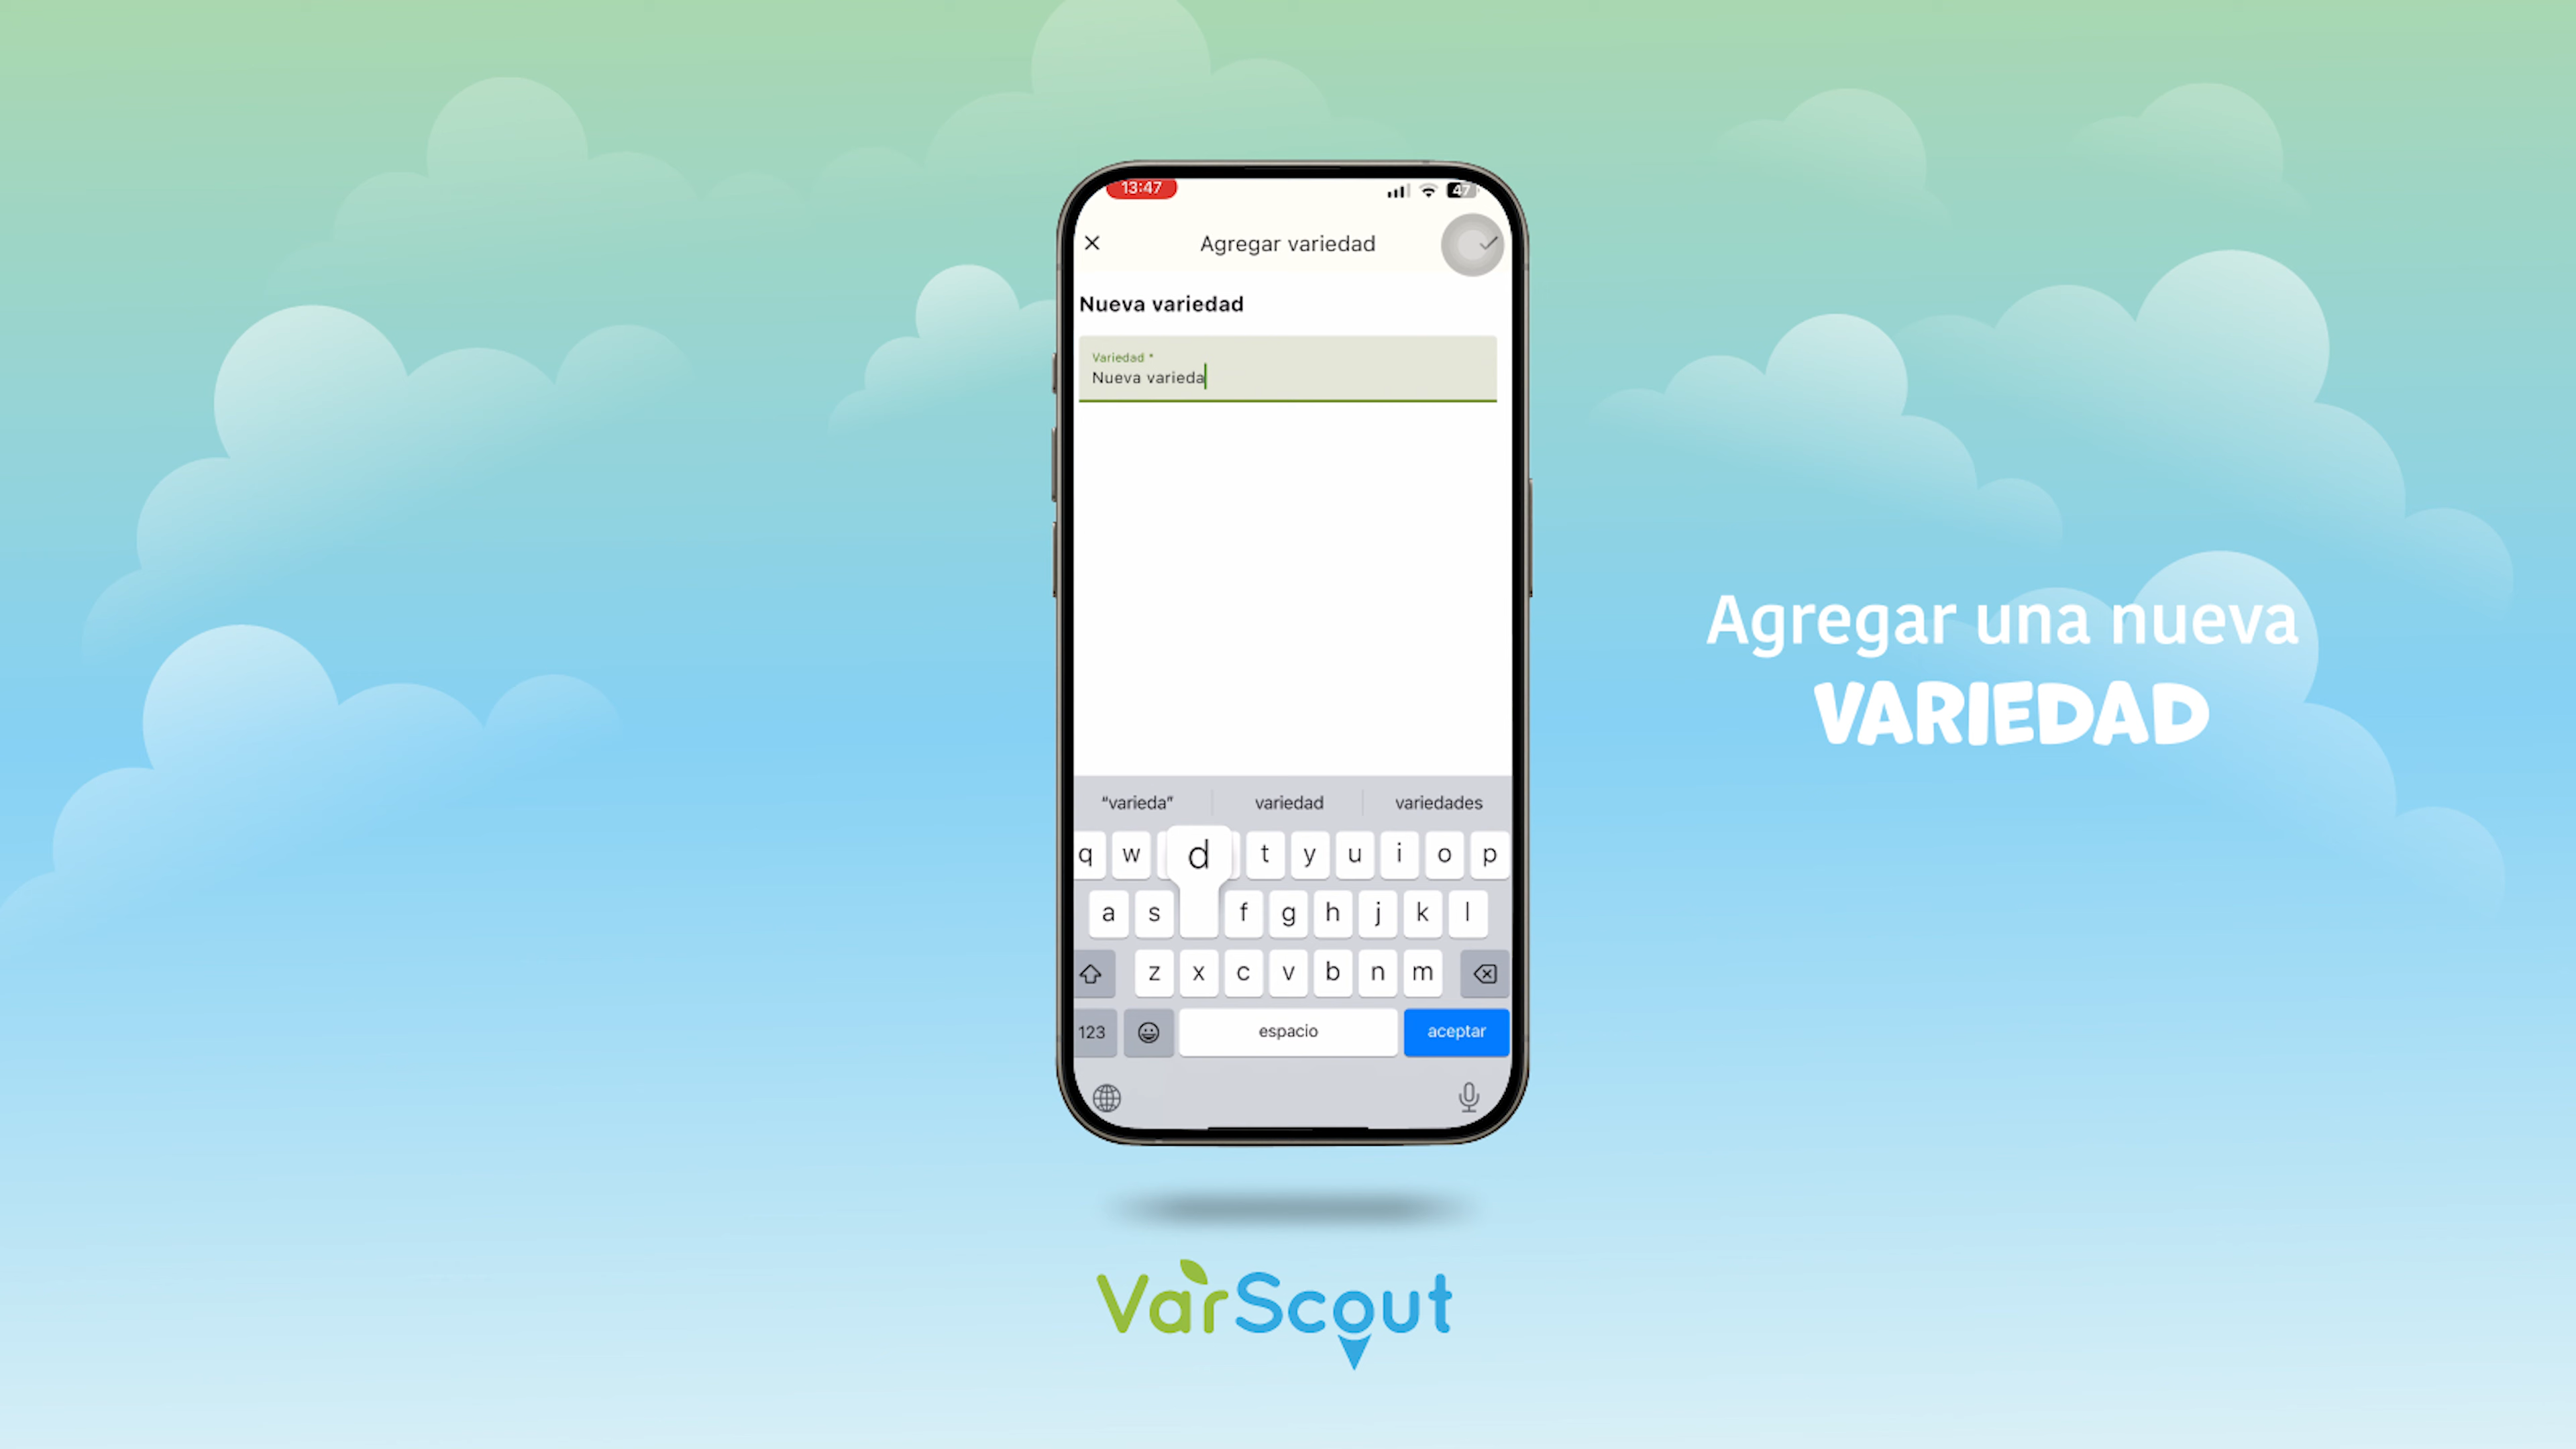 13:47
47
Agregar variedad
Nueva variedad
Variedad *
Nueva varieda
Agregar una nueva
VARIEDAD
“varieda” variedad variedades
q w d t y u i o p
a s f g h j k l
z x c v b n m
123 espacio aceptar
VarScout